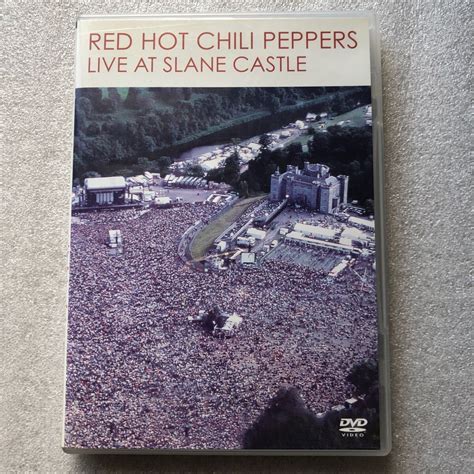 RED HOT CHILI PEPPERS
LIVE AT SLANE CASTLE
DVD
VIDEO